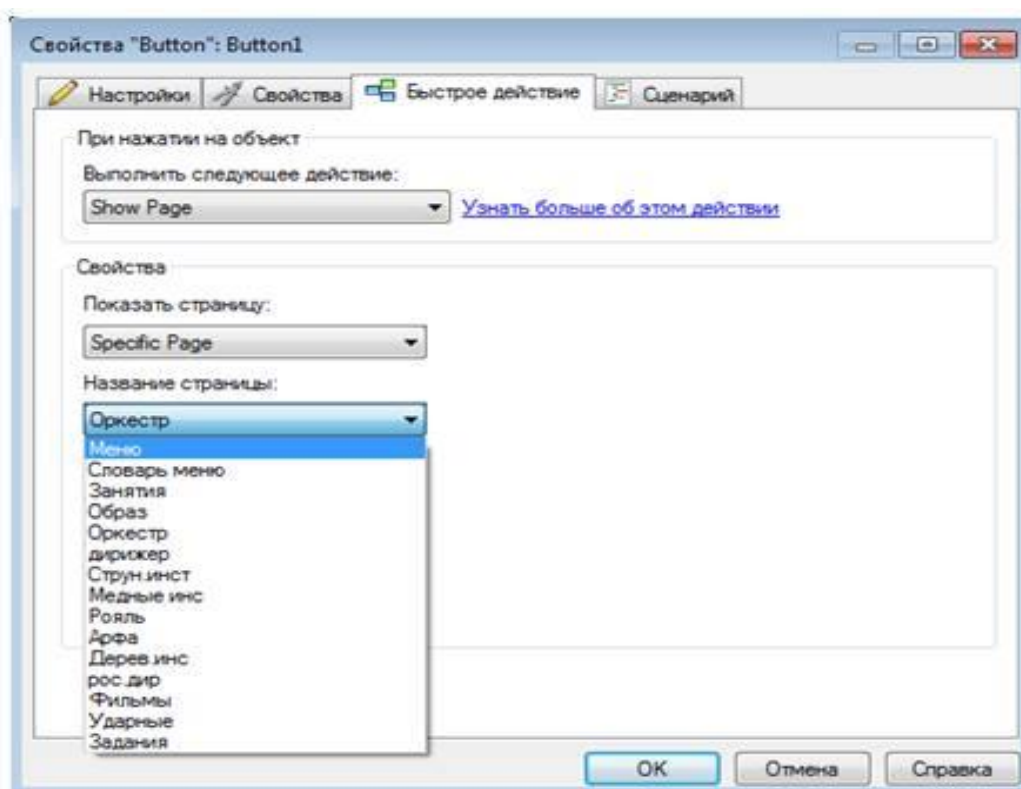 Свойства "Button": Button1
Настройки Свойства Быстрое действие Сценарий
При нажатии на объект
Выполнить следующее действие:
Show Page Узнать больше об этом действии
Свойства
Показать страницу:
Specific Page
Название страницы:
Оркестр
Меню
Словарь меню
Занятия
Образ
Оркестр
дирижер
Струн.инст
Медные инс
Рояль
Арфа
Дерев.инс
рос.дир
Фильмы
Ударные
Задания
OK Отмена Справка